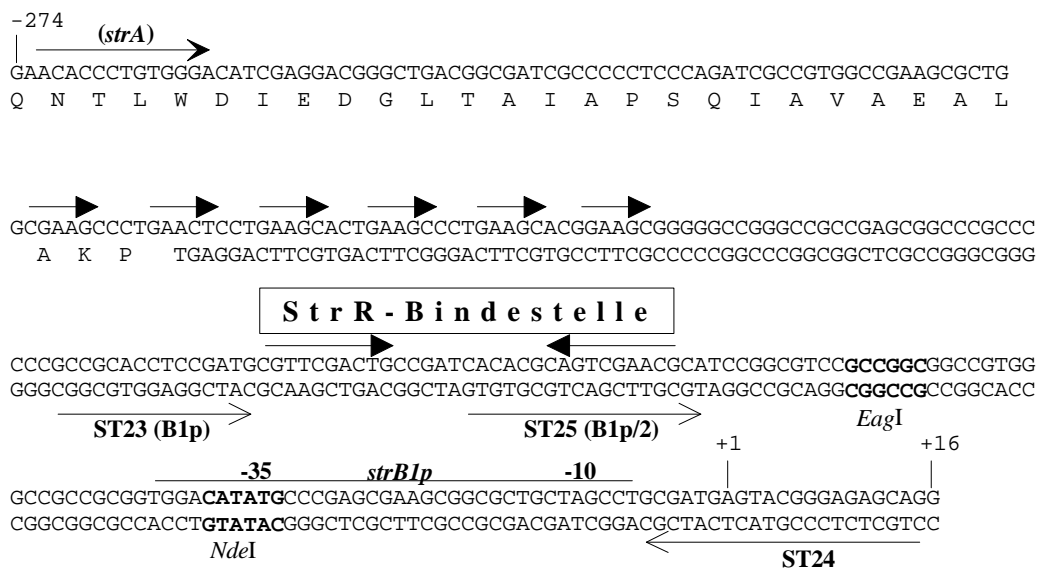 -274
(strA)
GAACACCCTGTGGGACATCGAGGACGGGCTGACGGCGATCGCCCCCTCCCAGATCGCCGTGGCCGAAGCGCTG
Q N T L W D I E D G L T A I A P S Q I A V A E A L
GCGAAGCCCTGAACTCCTGAAGCACTGAAGCCCTGAAGCACGGAAGCGGGGGCCGGGCCGCCGAGCGGCCCGCCC
A K P TGAGGACTTCGTGACTTCGGGACTTCGTGCCTTCGCCCCCGGCCCGGCGGCTCGCCGGGCGGG
StrR-Bindestelle
CCCGCCGCACCTCCGATGCGTTCGACTGCCGATCACACGCAGTCGAACGCATCCGGCGTCCGCCGGCGGCCGTGG
GGGCGGCGTGGAGGCTACGCAAGCTGACGGCTAGTGTGCGTCAGCTTGCGTAGGCCGCAGGCGGCCGCCGGCACC
ST23 (B1p) ST25 (B1p/2) EagI
+1 +16
-35 strB1p -10
GCCGCCGCGGTGGACATATGCCCGAGCGAAGCGGCGCTGCTAGCCTGCGATGAGTACGGGAGAGCAGG
CGGCGGCGCCACCTGTATACGGGCTCGCTTCGCCGCGACGATCGGACGCTACTCATGCCCTCTCGTCC
NdeI ST24